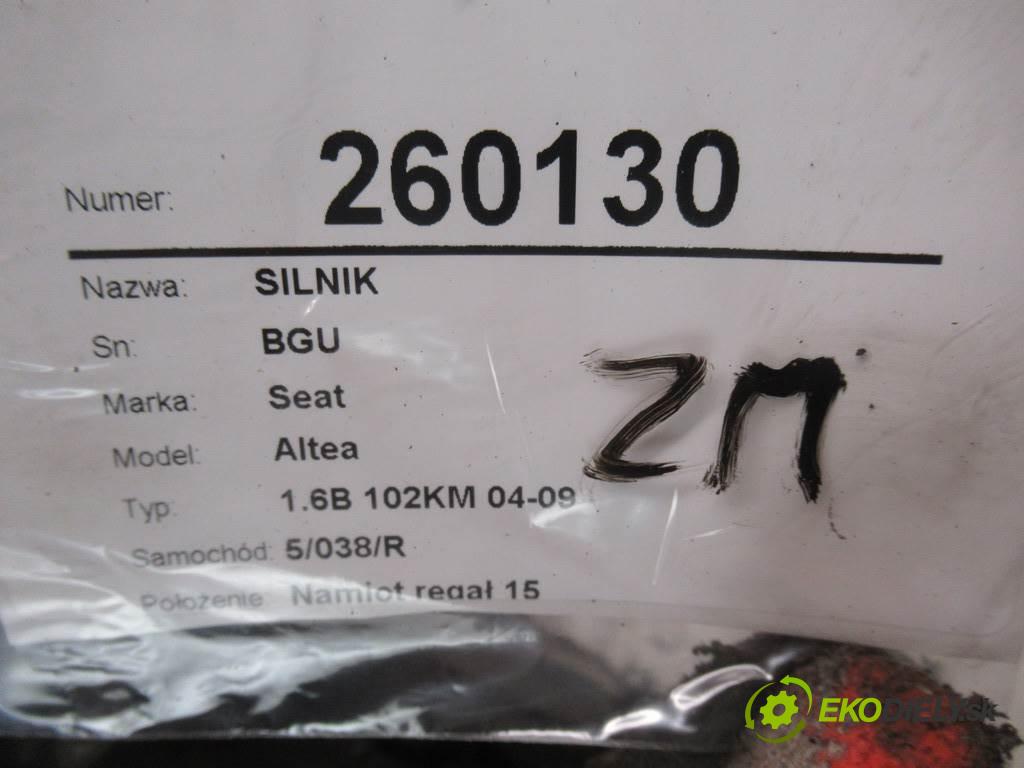 Numer: 260130
Nazwa: SILNIK
Sn: BGU
Marka: Seat
Model: Altea
Typ: 1.6B 102KM 04-09
Samochód: 5/038/R
Położenie Namiot regał 15
ZM
EKODIELY.sk